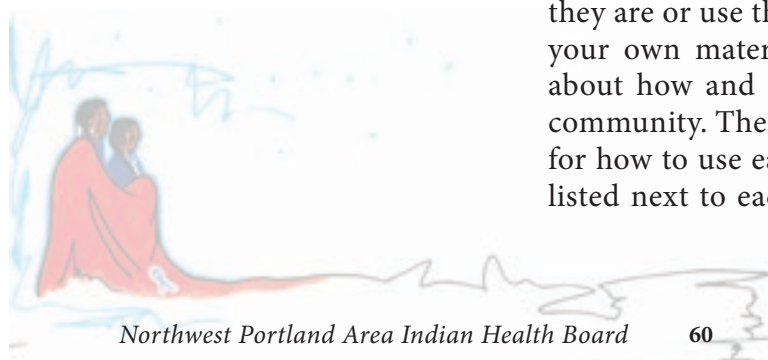 they are or use th
your own mater
about how and
community. The
for how to use ea
listed next to eac
Northwest Portland Area Indian Health Board 60